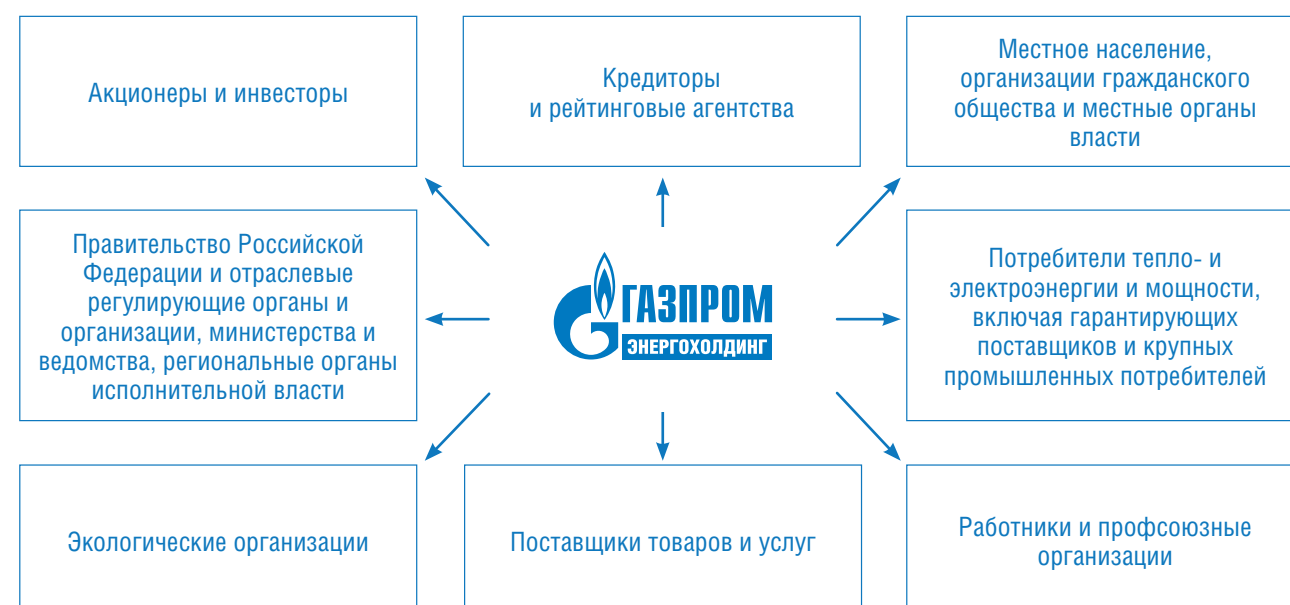 Акционеры и инвесторы
Кредиторы
и рейтинговые агентства
Местное население,
организации гражданского
общества и местные органы
власти
Правительство Российской
Федерации и отраслевые
регулирующие органы и
организации, министерства и
ведомства, региональные органы
исполнительной власти
ГАЗПРОМ
ЭНЕРГОХОЛДИНГ
Потребители тепло- и
электроэнергии и мощности,
включая гарантирующих
поставщиков и крупных
промышленных потребителей
Экологические организации
Поставщики товаров и услуг
Работники и профсоюзные
организации